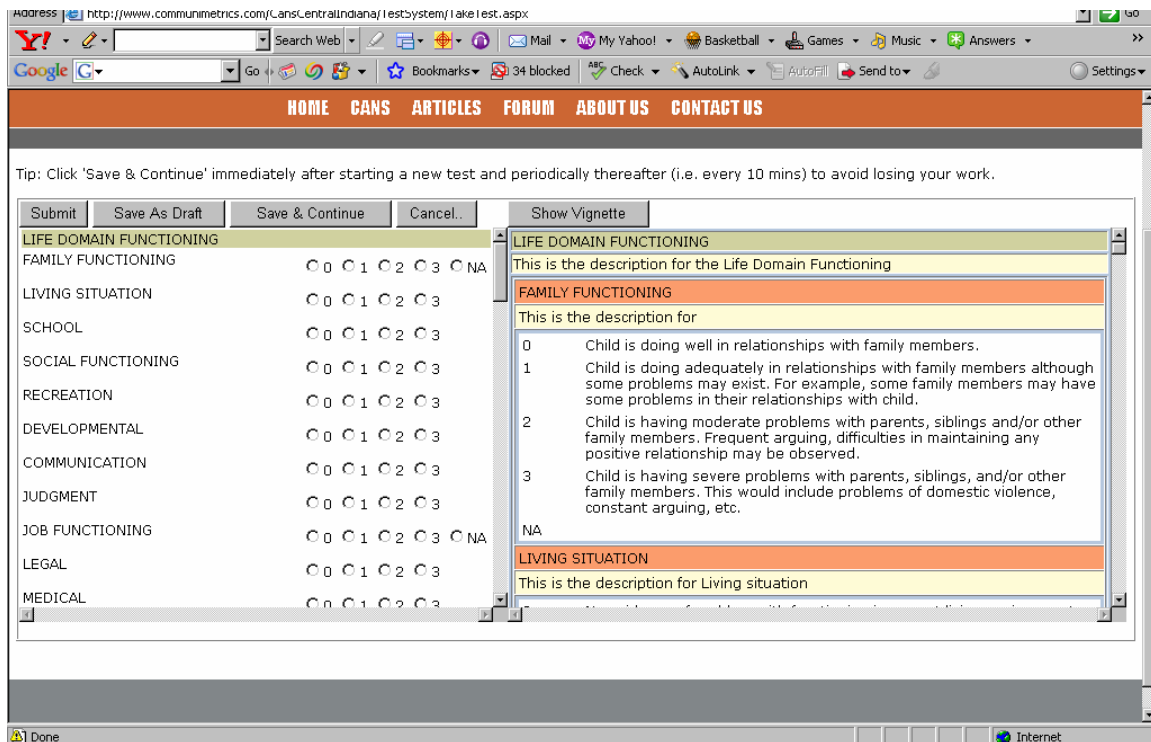 Address http://www.communimetrics.com/CansCentralIndiana/TestSystem/TakeTest.aspx Go
Y! Search Web Mail My My Yahoo! Basketball Games Music Answers »
Google G Go 34 blocked Bookmarks ABC Check AutoLink AutoFill Send to Settings
HOME CANS ARTICLES FORUM ABOUT US CONTACT US
Tip: Click 'Save & Continue' immediately after starting a new test and periodically thereafter (i.e. every 10 mins) to avoid losing your work.
Submit Save As Draft Save & Continue Cancel.. Show Vignette
LIFE DOMAIN FUNCTIONING
FAMILY FUNCTIONING 0 1 2 3 NA
LIVING SITUATION 0 1 2 3
SCHOOL 0 1 2 3
SOCIAL FUNCTIONING 0 1 2 3
RECREATION 0 1 2 3
DEVELOPMENTAL 0 1 2 3
COMMUNICATION 0 1 2 3
JUDGMENT 0 1 2 3
JOB FUNCTIONING 0 1 2 3 NA
LEGAL 0 1 2 3
MEDICAL 0 1 2 3
LIFE DOMAIN FUNCTIONING
This is the description for the Life Domain Functioning
FAMILY FUNCTIONING
This is the description for
0 Child is doing well in relationships with family members.
1 Child is doing adequately in relationships with family members although
some problems may exist. For example, some family members may have
some problems in their relationships with child.
2 Child is having moderate problems with parents, siblings and/or other
family members. Frequent arguing, difficulties in maintaining any
positive relationship may be observed.
3 Child is having severe problems with parents, siblings, and/or other
family members. This would include problems of domestic violence,
constant arguing, etc.
NA
LIVING SITUATION
This is the description for Living situation
Done Internet